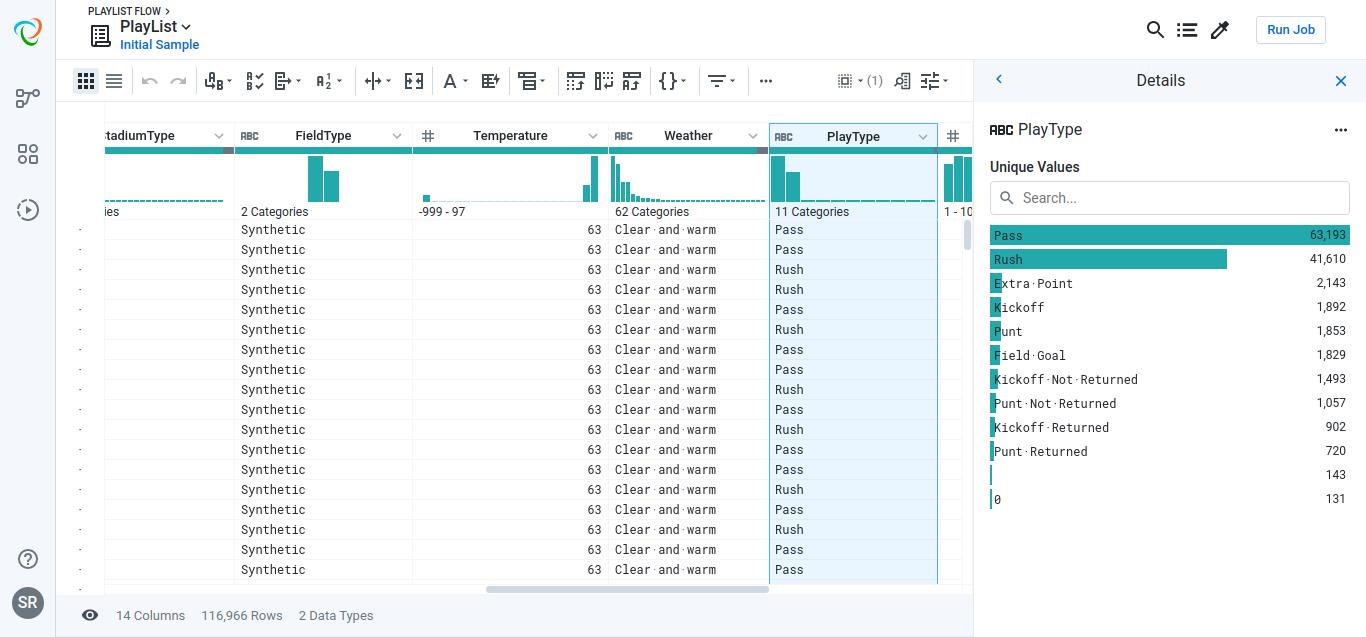 PLAYLIST FLOW
PlayList
Initial Sample
Run Job
A
(1)
Details
ABC PlayType
Unique Values
Search...
Pass 63,193
Rush 41,610
Extra·Point 2,143
Kickoff 1,892
Punt 1,853
Field·Goal 1,829
Kickoff·Not·Returned 1,493
Punt·Not·Returned 1,057
Kickoff·Returned 902
Punt·Returned 720
143
0 131
tadiumType ABC FieldType # Temperature ABC Weather ABC PlayType #
ies 2 Categories -999 - 97 62 Categories 11 Categories 1 - 10
Synthetic 63 Clear·and·warm Pass
Synthetic 63 Clear·and·warm Pass
Synthetic 63 Clear·and·warm Rush
Synthetic 63 Clear·and·warm Rush
Synthetic 63 Clear·and·warm Pass
Synthetic 63 Clear·and·warm Rush
Synthetic 63 Clear·and·warm Pass
Synthetic 63 Clear·and·warm Pass
Synthetic 63 Clear·and·warm Rush
Synthetic 63 Clear·and·warm Pass
Synthetic 63 Clear·and·warm Rush
Synthetic 63 Clear·and·warm Pass
Synthetic 63 Clear·and·warm Pass
Synthetic 63 Clear·and·warm Rush
Synthetic 63 Clear·and·warm Pass
Synthetic 63 Clear·and·warm Rush
Synthetic 63 Clear·and·warm Pass
Synthetic 63 Clear·and·warm Pass
SR
14 Columns 116,966 Rows 2 Data Types